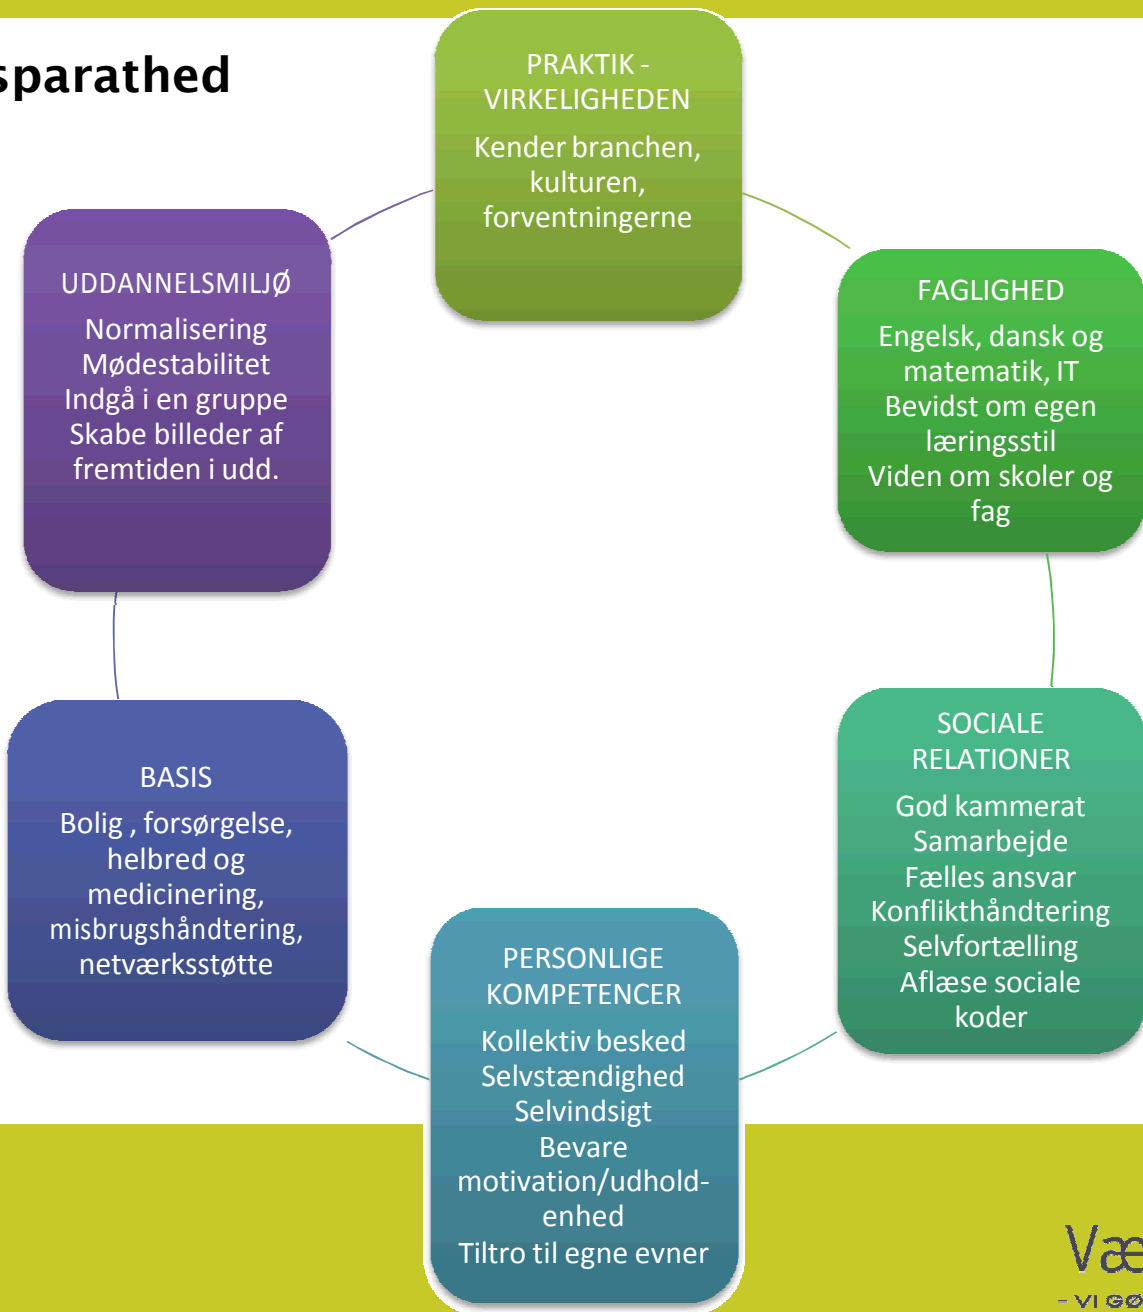 sparathed
PRAKTIK -
VIRKELIGHEDEN
Kender branchen,
kulturen,
forventningerne
FAGLIGHED
Engelsk, dansk og
matematik, IT
Bevidst om egen
læringsstil
Viden om skoler og
fag
SOCIALE
RELATIONER
God kammerat
Samarbejde
Fælles ansvar
Konflikthåndtering
Selvfortælling
Aflæse sociale
koder
PERSONLIGE
KOMPETENCER
Kollektiv besked
Selvstændighed
Selvindsigt
Bevare
motivation/udhold-
enhed
Tiltro til egne evner
BASIS
Bolig , forsørgelse,
helbred og
medicinering,
misbrugshåndtering,
netværksstøtte
UDDANNELSMILJØ
Normalisering
Mødestabilitet
Indgå i en gruppe
Skabe billeder af
fremtiden i udd.
Væ
- VI GØ